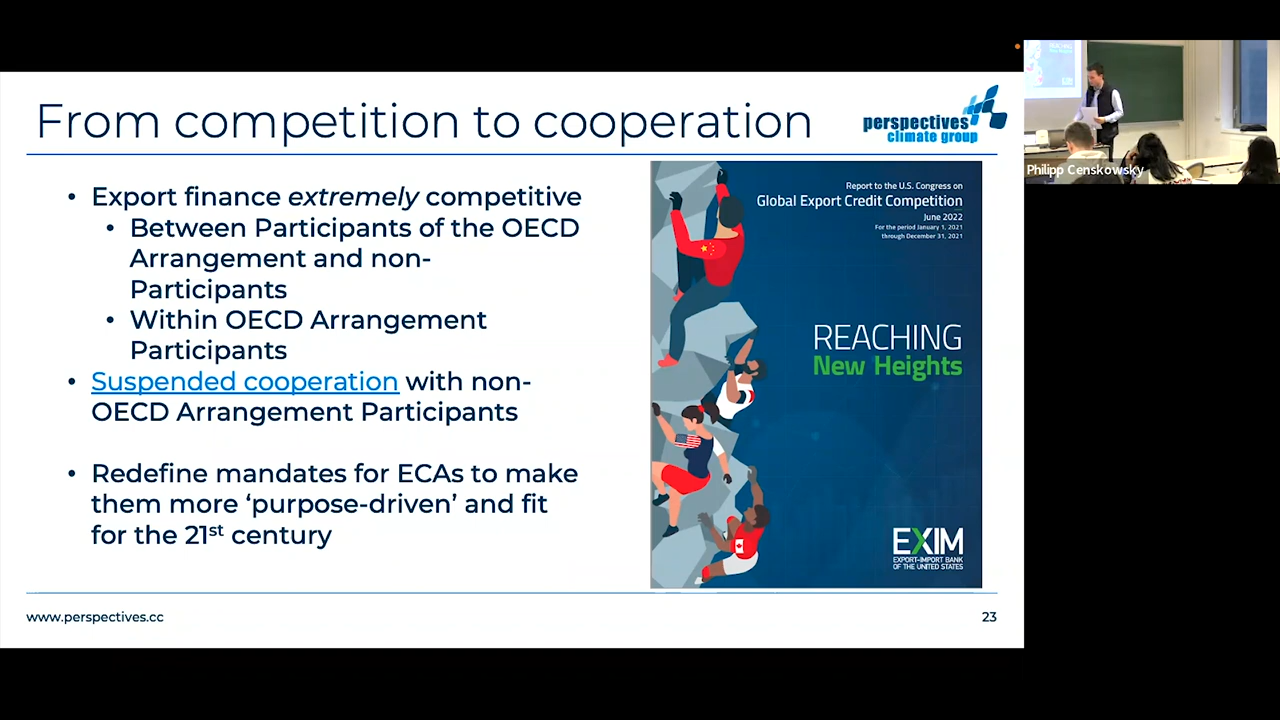 From competition to cooperation
perspectives
climate group
• Export finance extremely competitive
• Between Participants of the OECD
Arrangement and non-
Participants
• Within OECD Arrangement
Participants
• Suspended cooperation with non-
OECD Arrangement Participants
• Redefine mandates for ECAs to make
them more ‘purpose-driven’ and fit
for the 21st century
Report to the U.S. Congress on
Global Export Credit Competition
June 2022
For the period January 1, 2021
through December 31, 2021
REACHING
New Heights
EXIM
EXPORT-IMPORT BANK
OF THE UNITED STATES
www.perspectives.cc
23
Philipp Censkowsky